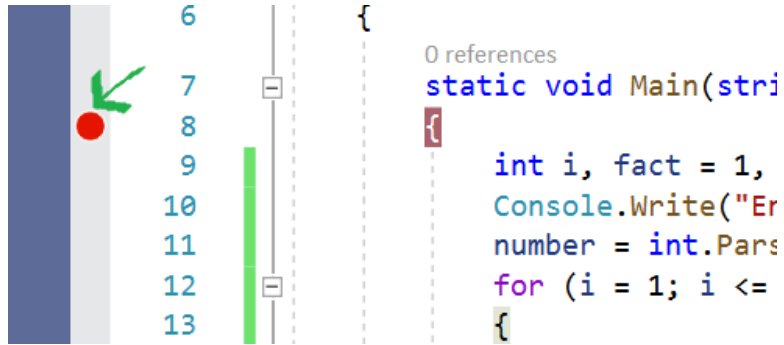 6 {
0 references
7 static void Main(stri
8 {
9 int i, fact = 1,
10 Console.Write("Er
11 number = int.Pars
12 for (i = 1; i <=
13 {